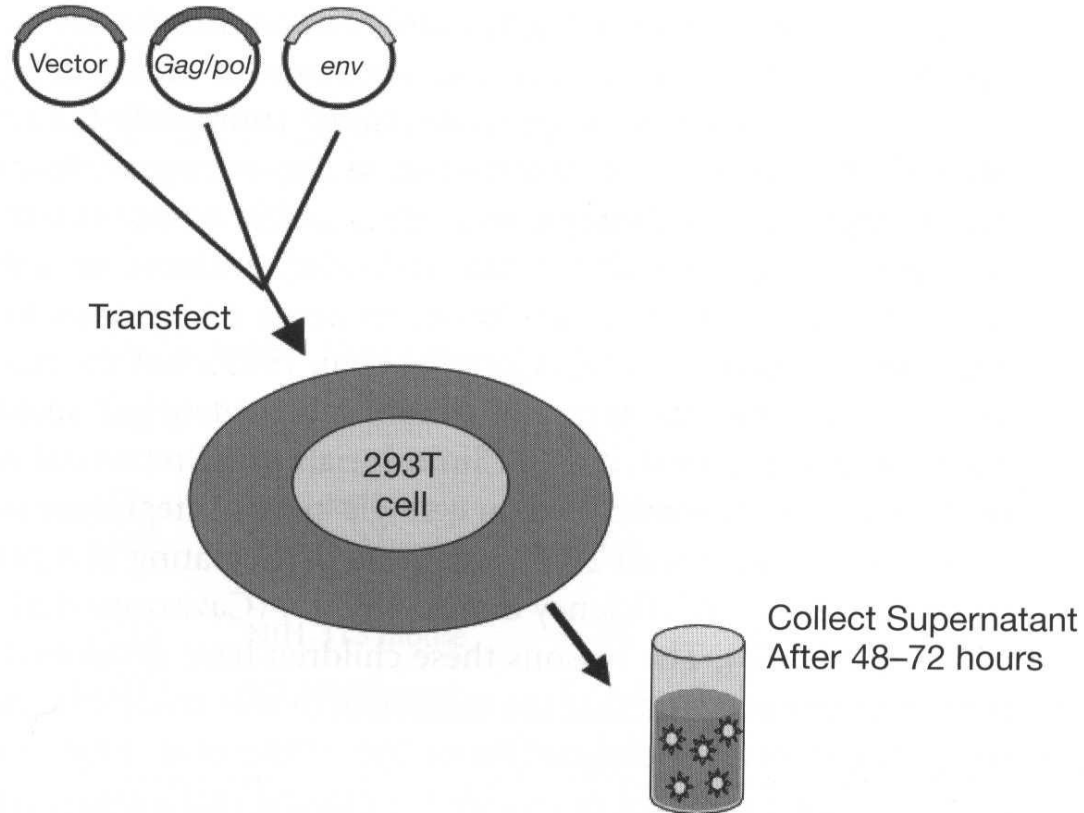 Vector
Gag/pol
env
Transfect
293T
cell
Collect Supernatant
After 48–72 hours